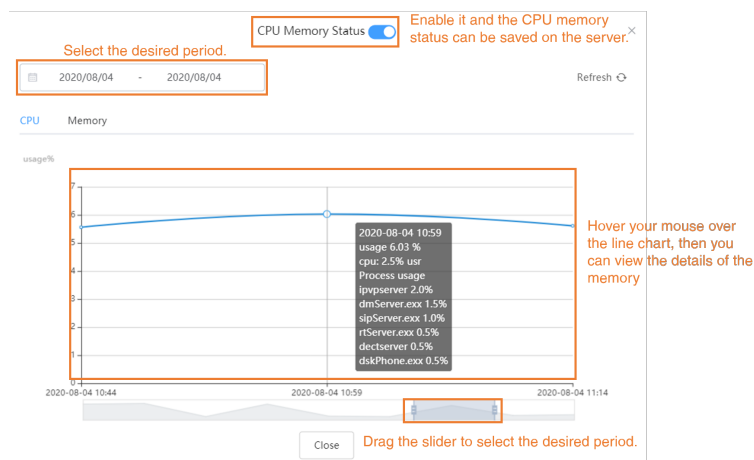 CPU Memory Status
Enable it and the CPU memory
status can be saved on the server.
Select the desired period.
2020/08/04 - 2020/08/04
Refresh
CPU Memory
usage%
7
6
5
4
3
2
1
0
2020-08-04 10:59
usage 6.03 %
cpu: 2.5% usr
Process usage
ipvpserver 2.0%
dmServer.exx 1.5%
sipServer.exx 1.0%
rtServer.exx 0.5%
dectserver 0.5%
dskPhone.exx 0.5%
Hover your mouse over
the line chart, then you
can view the details of the
memory
2020-08-04 10:44 2020-08-04 10:59 2020-08-04 11:14
Close
Drag the slider to select the desired period.